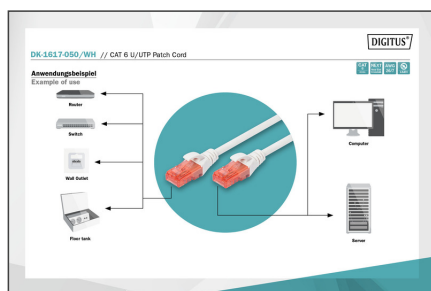 DIGITUS®
DK-1617-050/WH // CAT 6 U/UTP Patch Cord
Anwendungsbeispiel
Example of use
Router
Switch
Wall Outlet
Floor tank
Computer
Server